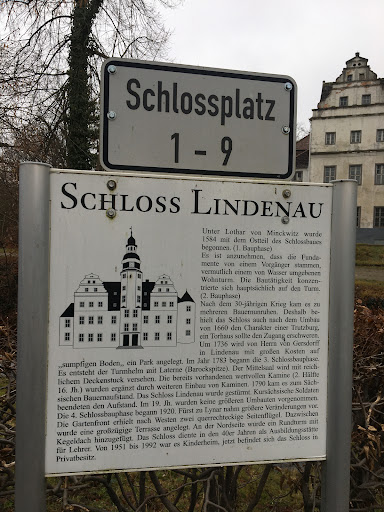 Schlossplatz
1 - 9
SCHLOSS LINDENAU
Unter Lothar von Minckwitz wurde
1584 mit dem Ostteil des Schlossbaues
begonnen. (1. Bauphase)
Es ist anzunehmen, dass die Funda-
mente von einem Vorgänger stammen,
vermutlich einem von Wasser umgebenen
Wohnturm. Die Bautätigkeit konzen-
trierte sich hauptsächlich auf den Turm.
(2. Bauphase)
Nach dem 30-jährigen Krieg kam es zu
mehreren Bauernruhen. Deshalb be-
hielt das Schloss auch nach dem Umbau
von 1660 den Charakter einer Trutzburg,
ein Torhaus sollte den Zugang erschweren.
Um 1736 wird von Herrn von Gersdorff
in Lindenau mit großen Kosten auf
„sumpfigen Boden„ ein Park angelegt. Im Jahr 1783 begann die 3. Schlossbauphase.
Es entsteht der Turmhelm mit Laterne (Barockspitze). Der Mittelsaal wird mit reich-
lichem Deckenstuck versehen. Die bereits vorhandenen wertvollen Kamine (2. Hälfte
16. Jh.) wurden ergänzt durch weiteren Einbau von Kaminen. 1790 kam es zum Säch-
sischen Bauernaufstand. Das Schloss Lindenau wurde gestürmt. Kursächsische Soldaten
beendeten den Aufstand. Im 19. Jh. wurden keine größeren Umbauten vorgenommen.
Die 4. Schlossbauphase begann 1920. Fürst zu Lynar nahm größere Veränderungen vor.
Die Gartenfront erhielt nach Westen zwei quarreckteckige Seitenflügel. Dazwischen
wurde eine großzügige Terrasse angelegt. An der Nordseite wurde ein Rundturm mit
Kegeldach hinzugefügt. Das Schloss diente in den 40er Jahren als Ausbildungsstätte
für Lehrer. Von 1951 bis 1992 war es Kinderheim, jetzt befindet sich das Schloss in
Privatbesitz.